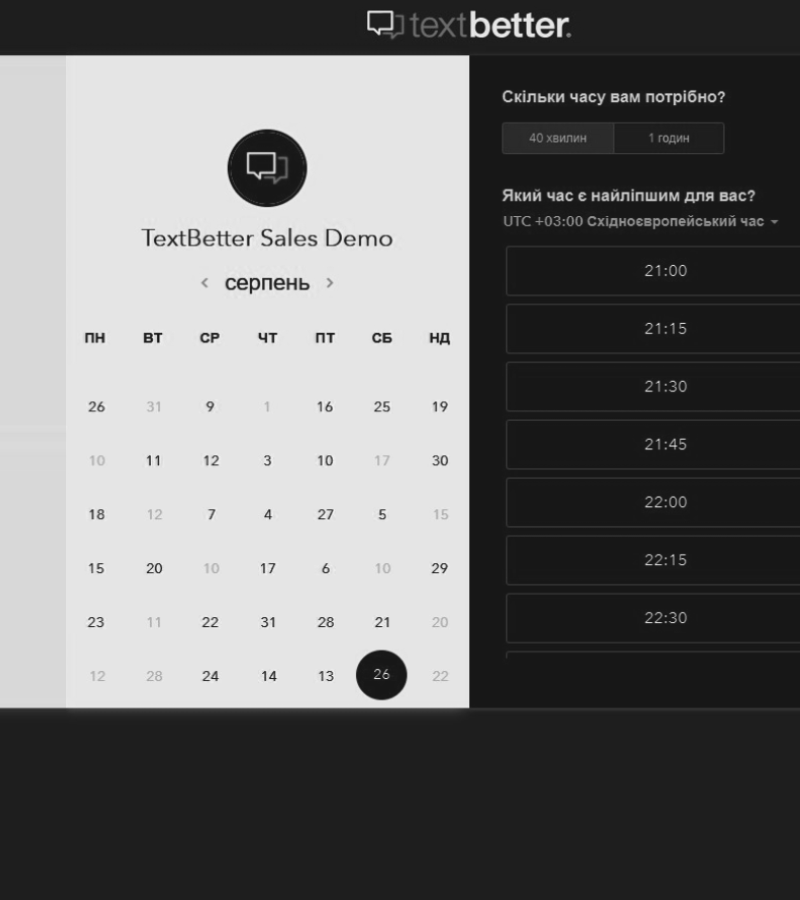 textbetter.
TextBetter Sales Demo
серпень
ПН ВТ СР ЧТ ПТ СБ НД
26 31 9 1 16 25 19
10 11 12 3 10 17 30
18 12 7 4 27 5 15
15 20 10 17 6 10 29
23 11 22 31 28 21 20
12 28 24 14 13 26 22
Скільки часу вам потрібно?
40 хвилин 1 годин
Який час є найліпшим для вас?
UTC +03:00 Східноєвропейський час
21:00
21:15
21:30
21:45
22:00
22:15
22:30